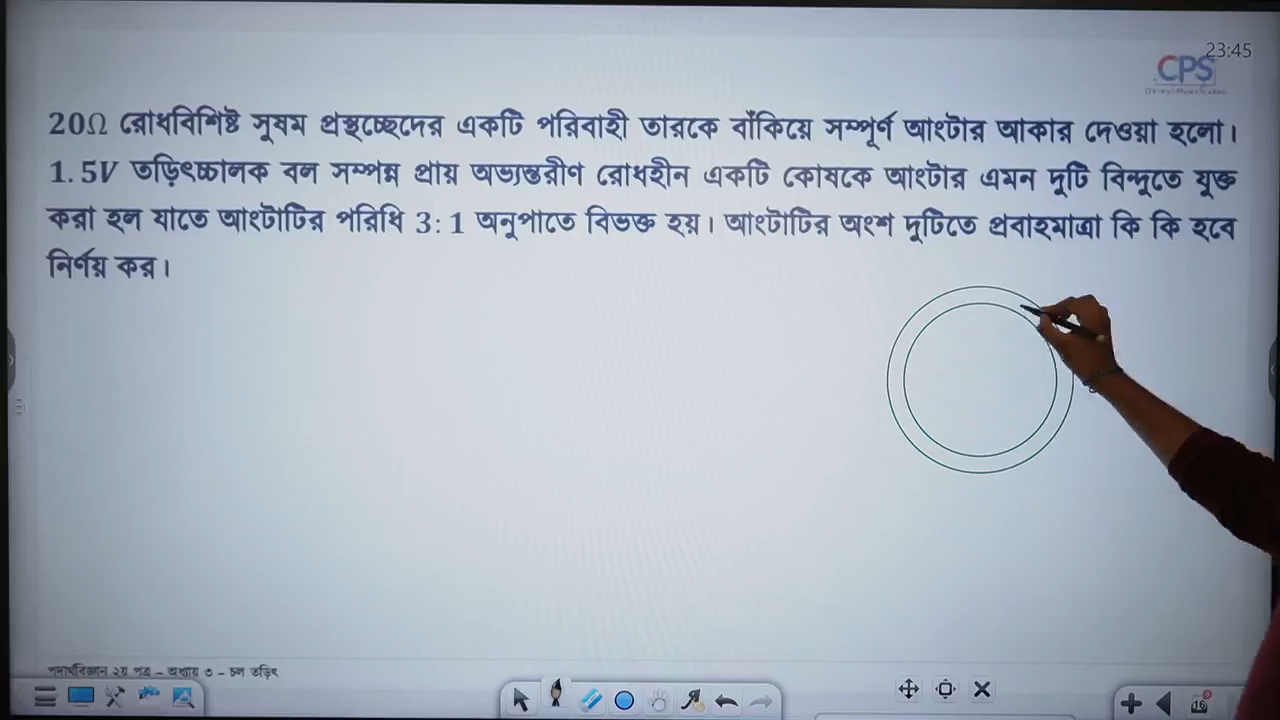 23:45
CPS
20Ω রোধবিশিষ্ট সুষম প্রস্থচ্ছেদের একটি পরিবাহী তারকে বাঁকিয়ে সম্পূর্ণ আংটার আকার দেওয়া হলো।
1.5V তড়িৎচ্চালক বল সম্পন্ন প্রায় অভ্যন্তরীণ রোধহীন একটি কোষকে আংটার এমন দুটি বিন্দুতে যুক্ত
করা হল যাতে আংটাটির পরিধি 3: 1 অনুপাতে বিভক্ত হয়। আংটাটির অংশ দুটিতে প্রবাহমাত্রা কি কি হবে
নির্ণয় কর।
পদার্থবিজ্ঞান ২য় পত্র – অধ্যায় ৩ – চল তড়িৎ
16